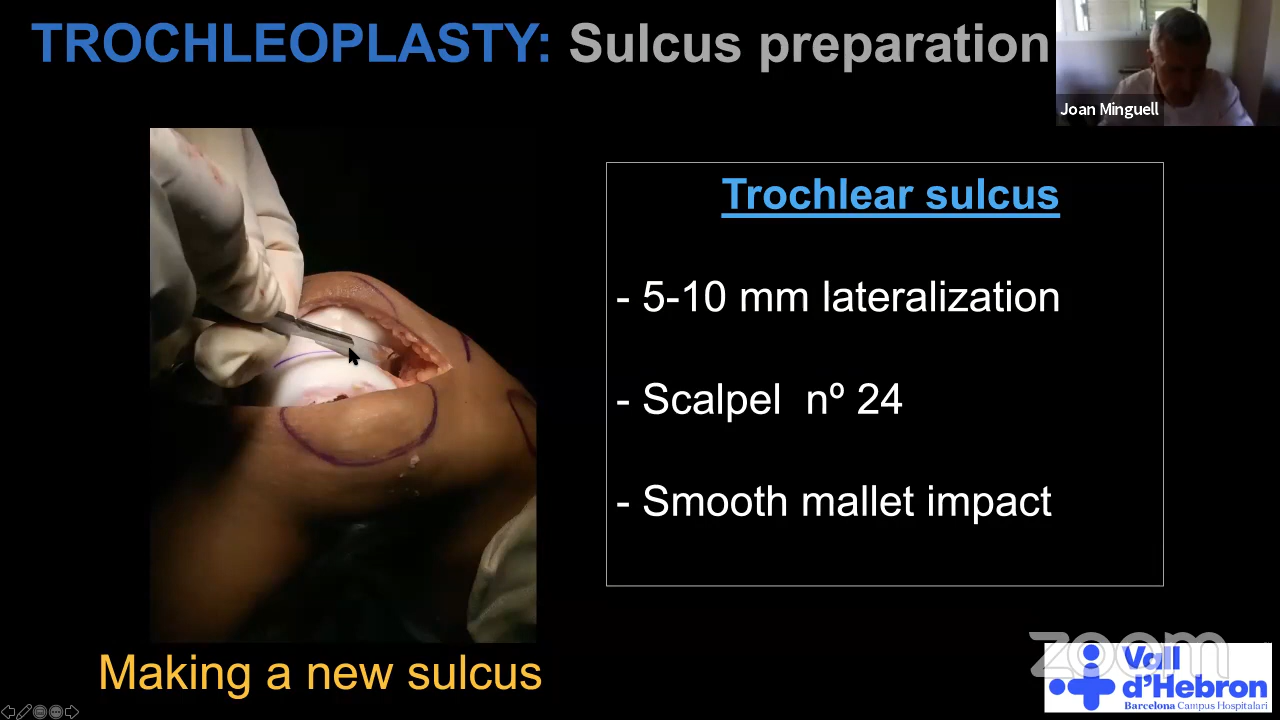 TROCHLEOPLASTY: Sulcus preparation
Joan Minguell
Trochlear sulcus
- 5-10 mm lateralization
- Scalpel nº 24
- Smooth mallet impact
Making a new sulcus
zoom
Vall
d'Hebron
Barcelona Campus Hospitalari